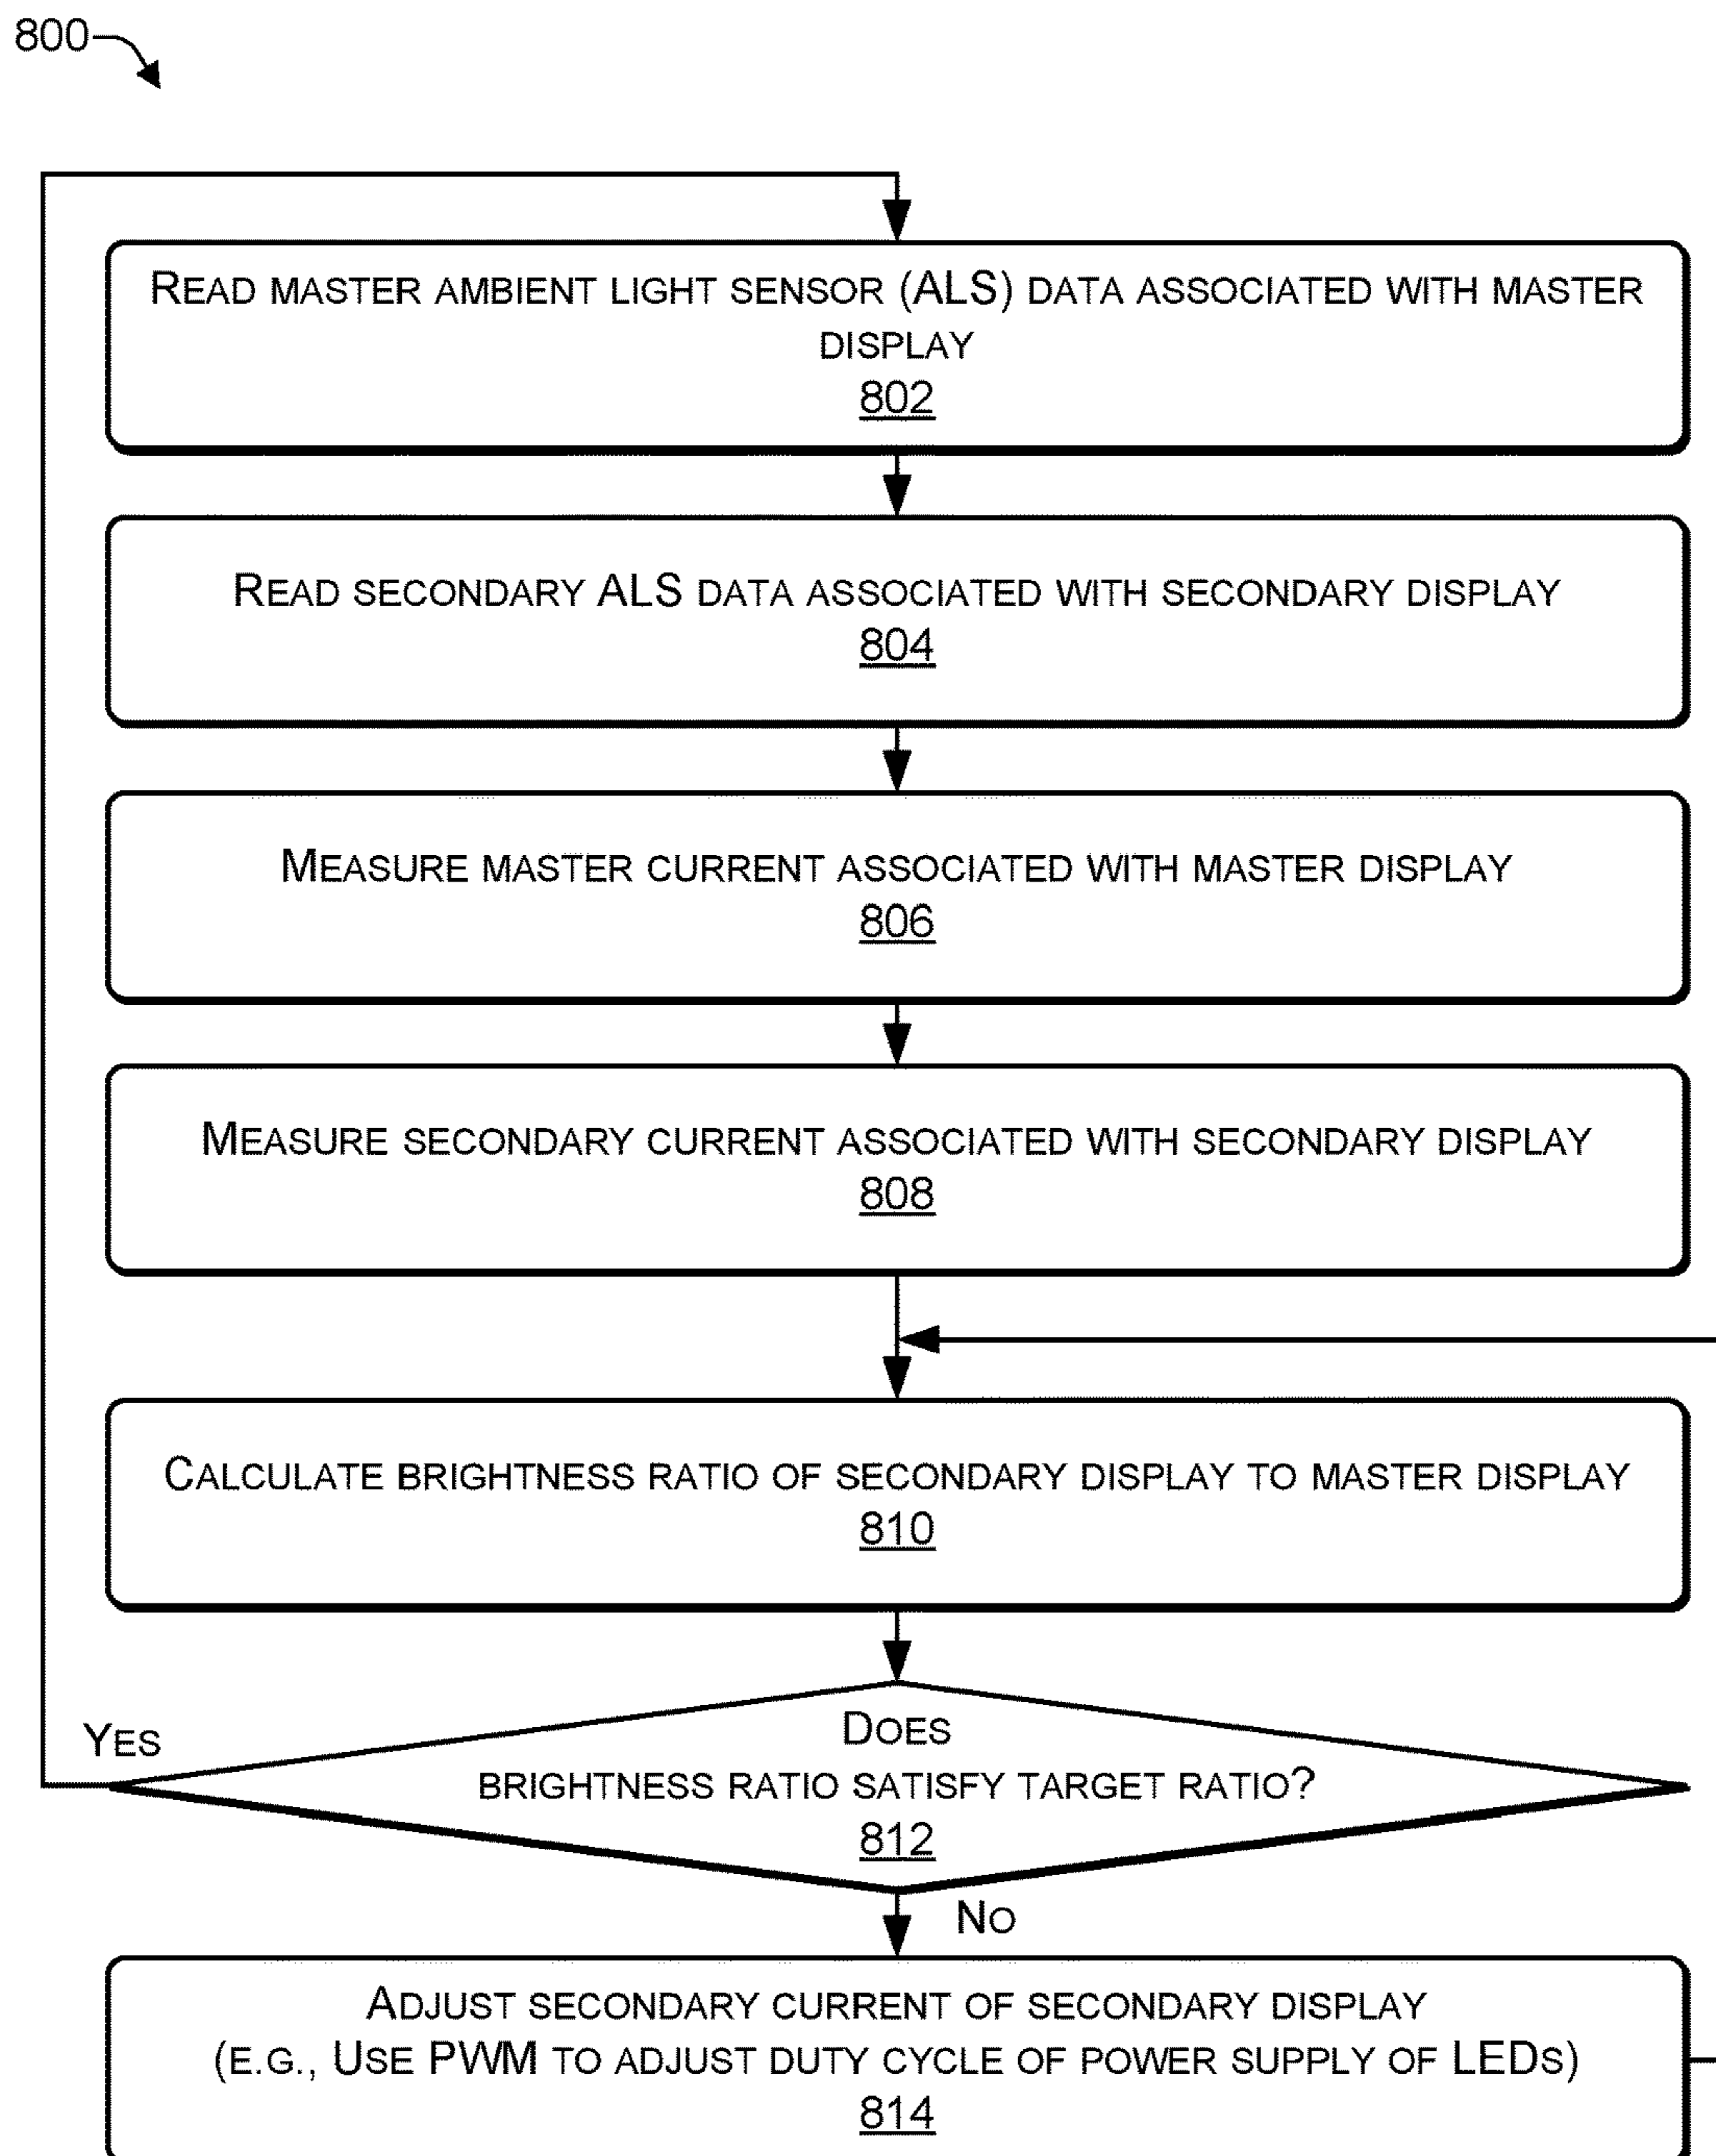 800
Read master ambient light sensor (ALS) data associated with master
display
802
Read secondary ALS data associated with secondary display
804
Measure master current associated with master display
806
Measure secondary current associated with secondary display
808
Calculate brightness ratio of secondary display to master display
810
Yes
Does
brightness ratio satisfy target ratio?
812
No
Adjust secondary current of secondary display
(e.g., Use PWM to adjust duty cycle of power supply of LEDs)
814